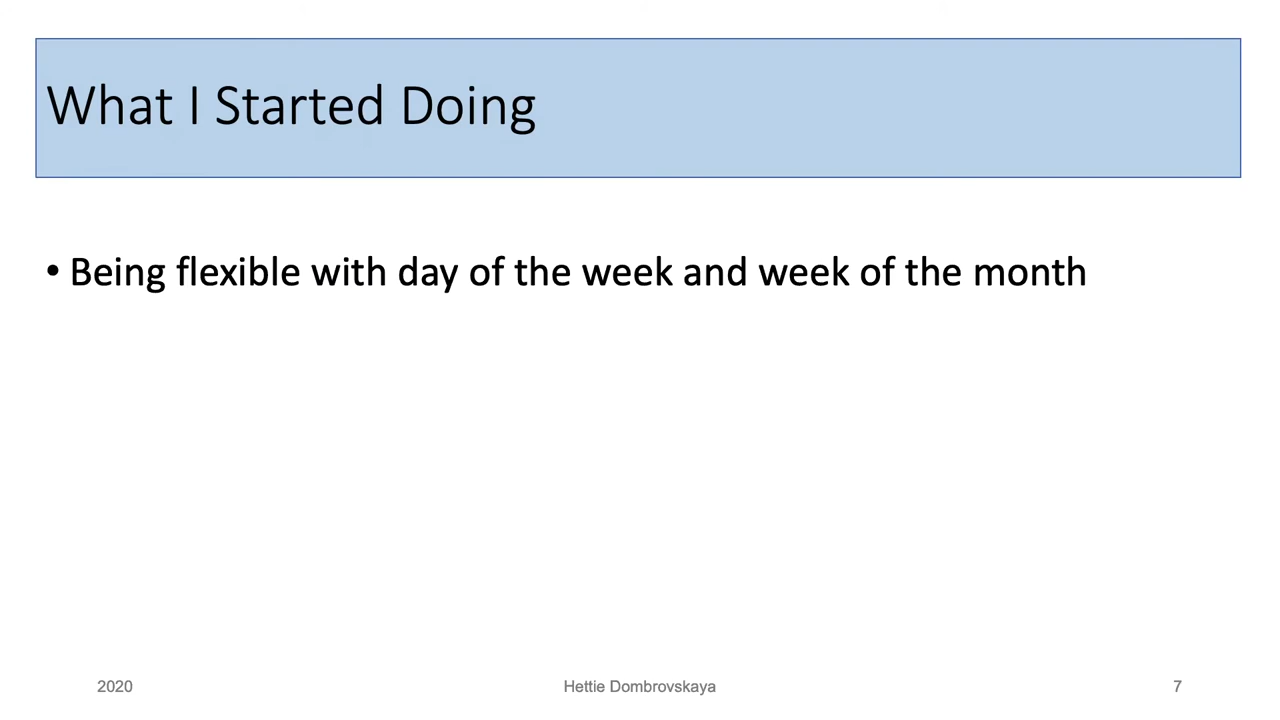 What I Started Doing
• Being flexible with day of the week and week of the month
2020
Hettie Dombrovskaya
7